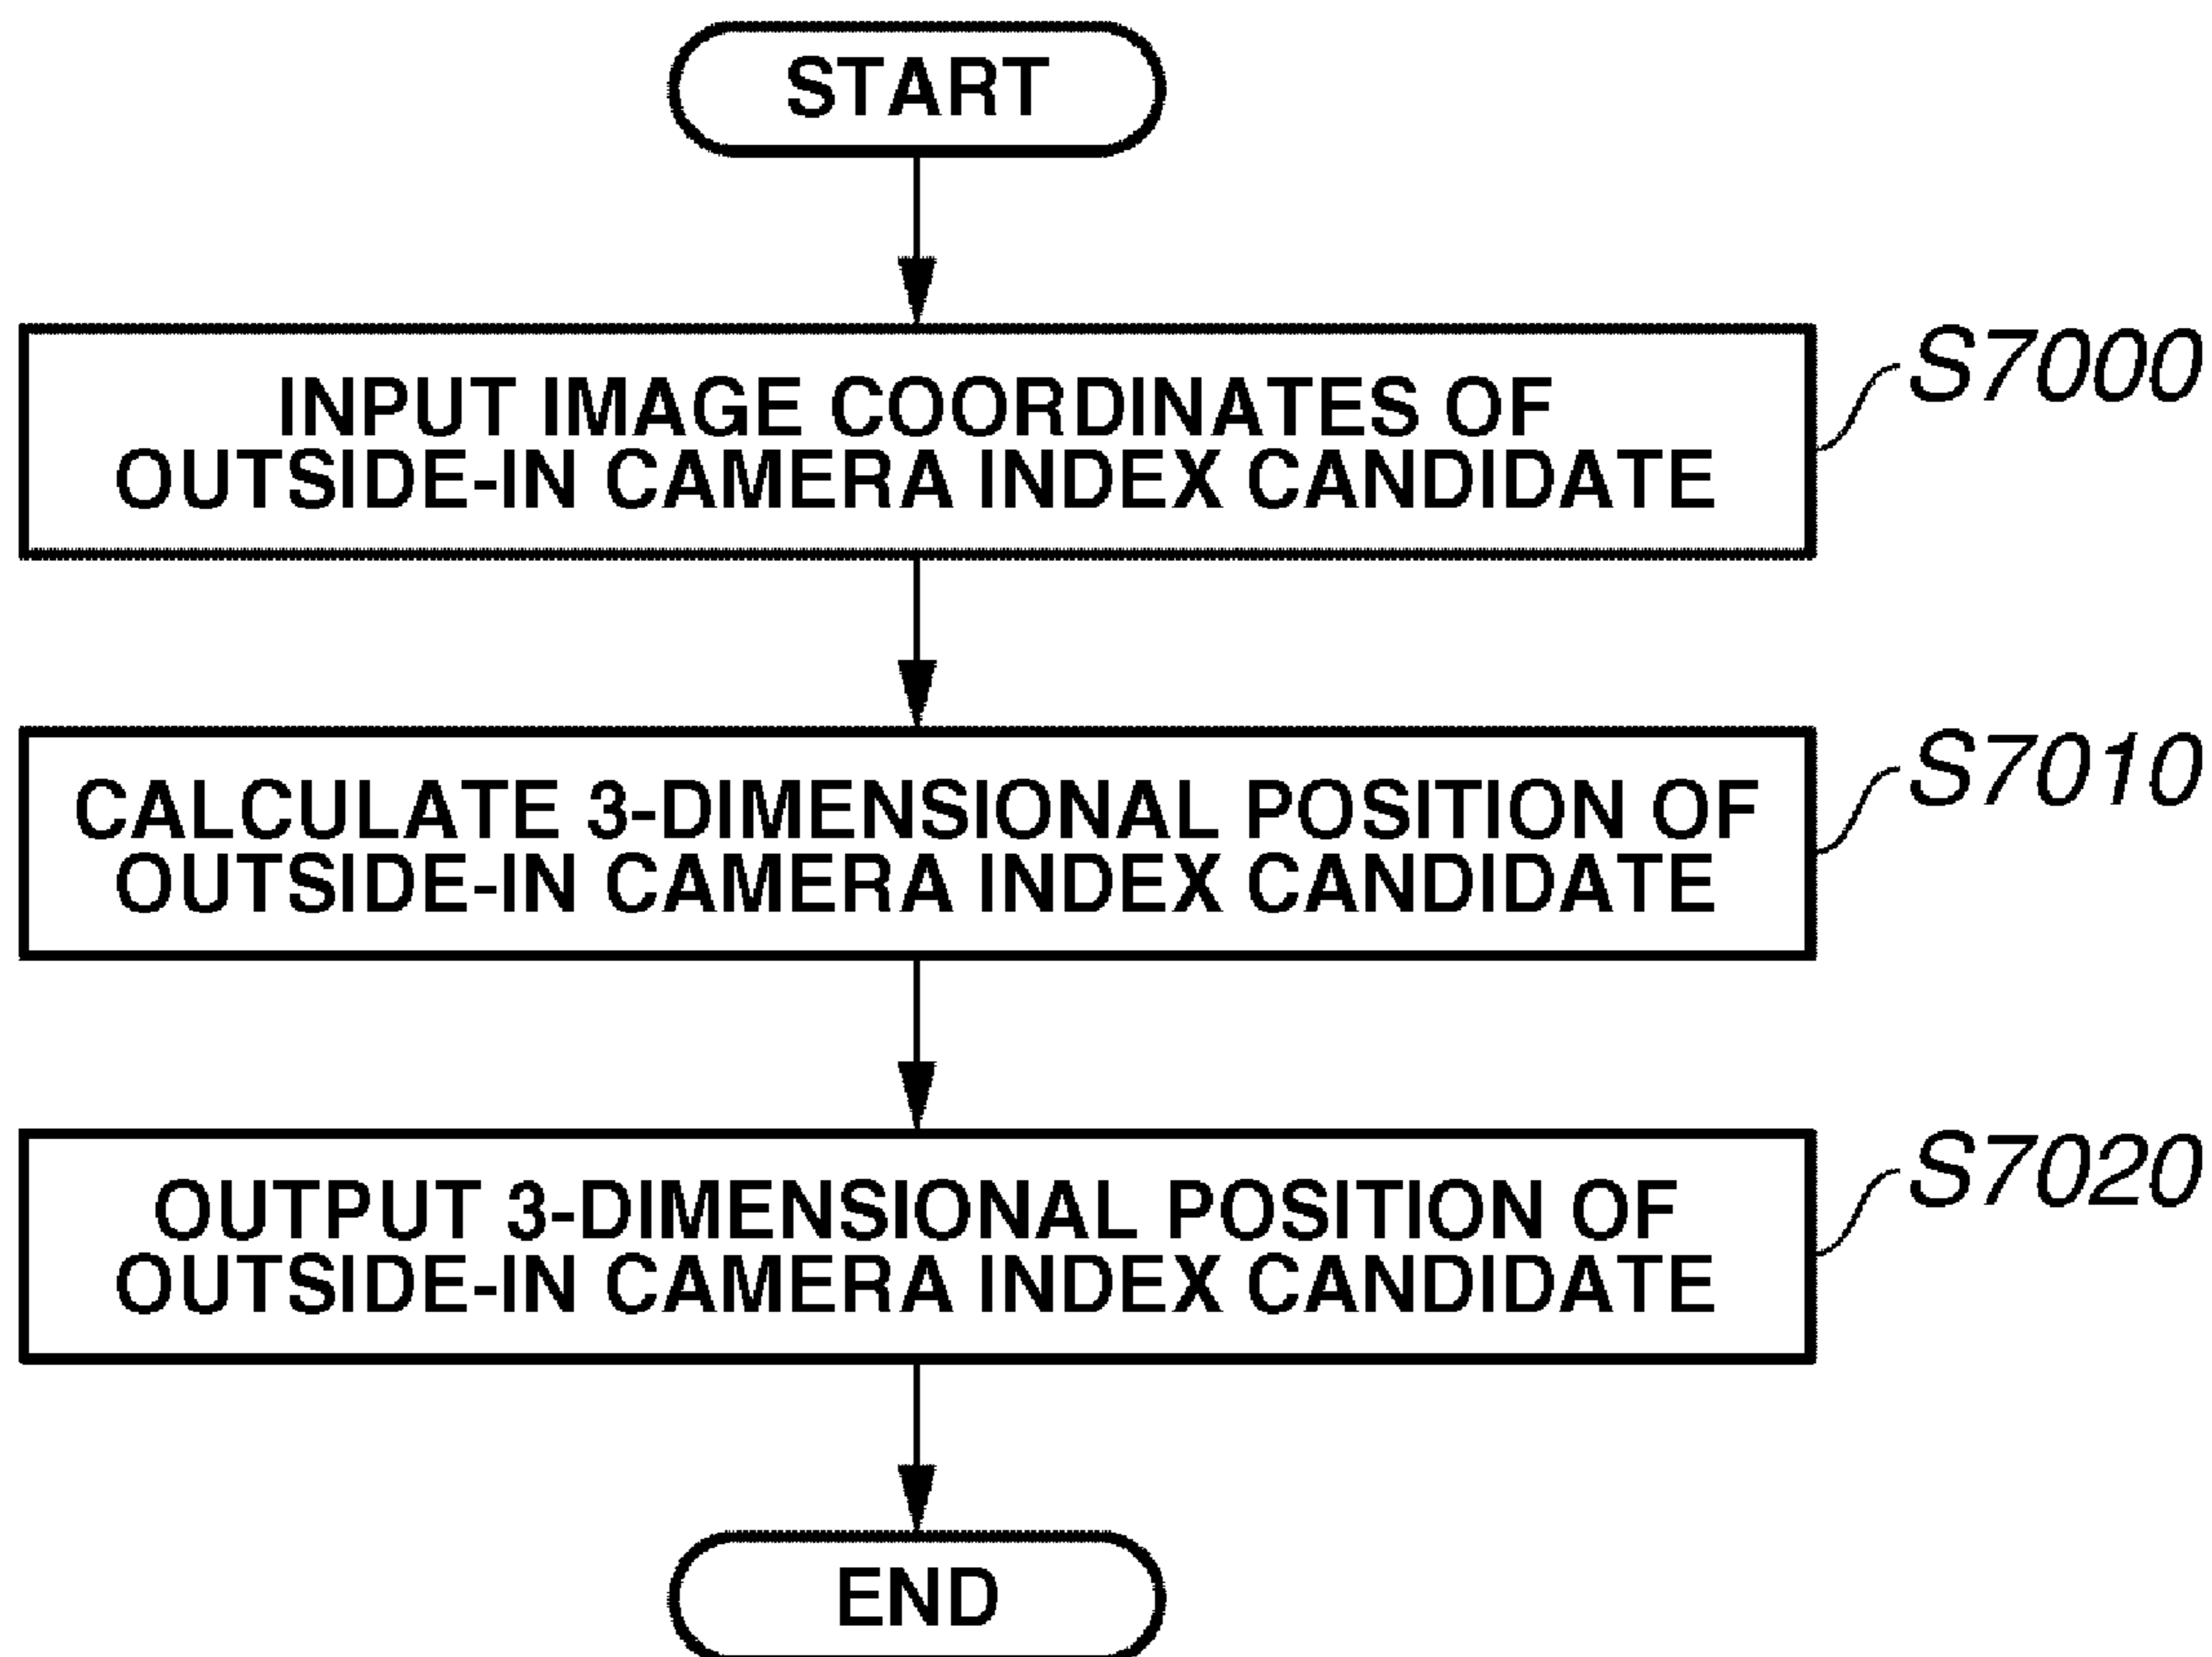 START
INPUT IMAGE COORDINATES OF
OUTSIDE-IN CAMERA INDEX CANDIDATE
S7000
CALCULATE 3-DIMENSIONAL POSITION OF
OUTSIDE-IN CAMERA INDEX CANDIDATE
S7010
OUTPUT 3-DIMENSIONAL POSITION OF
OUTSIDE-IN CAMERA INDEX CANDIDATE
S7020
END